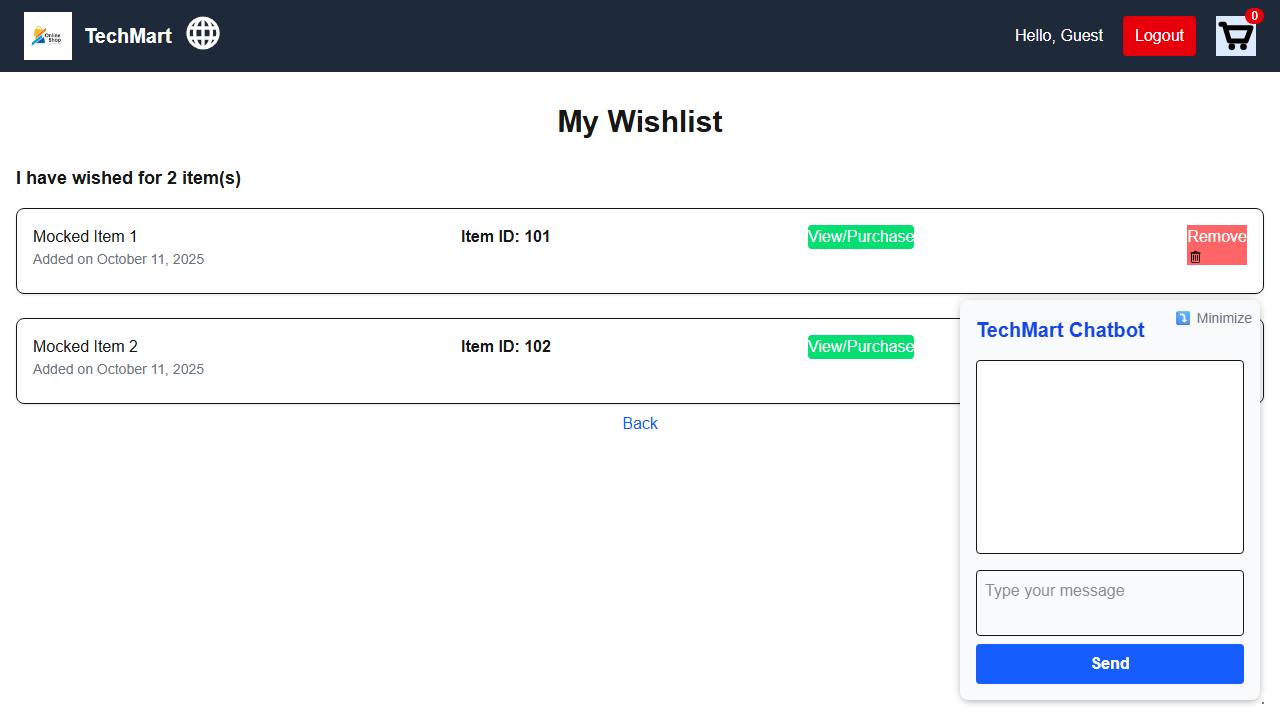 Online
Shop
TechMart
Hello, Guest
Logout
0
My Wishlist
I have wished for 2 item(s)
Mocked Item 1
Item ID: 101
View/Purchase
Remove
Added on October 11, 2025
Mocked Item 2
Item ID: 102
View/Purchase
Added on October 11, 2025
Back
Minimize
TechMart Chatbot
Type your message
Send
.